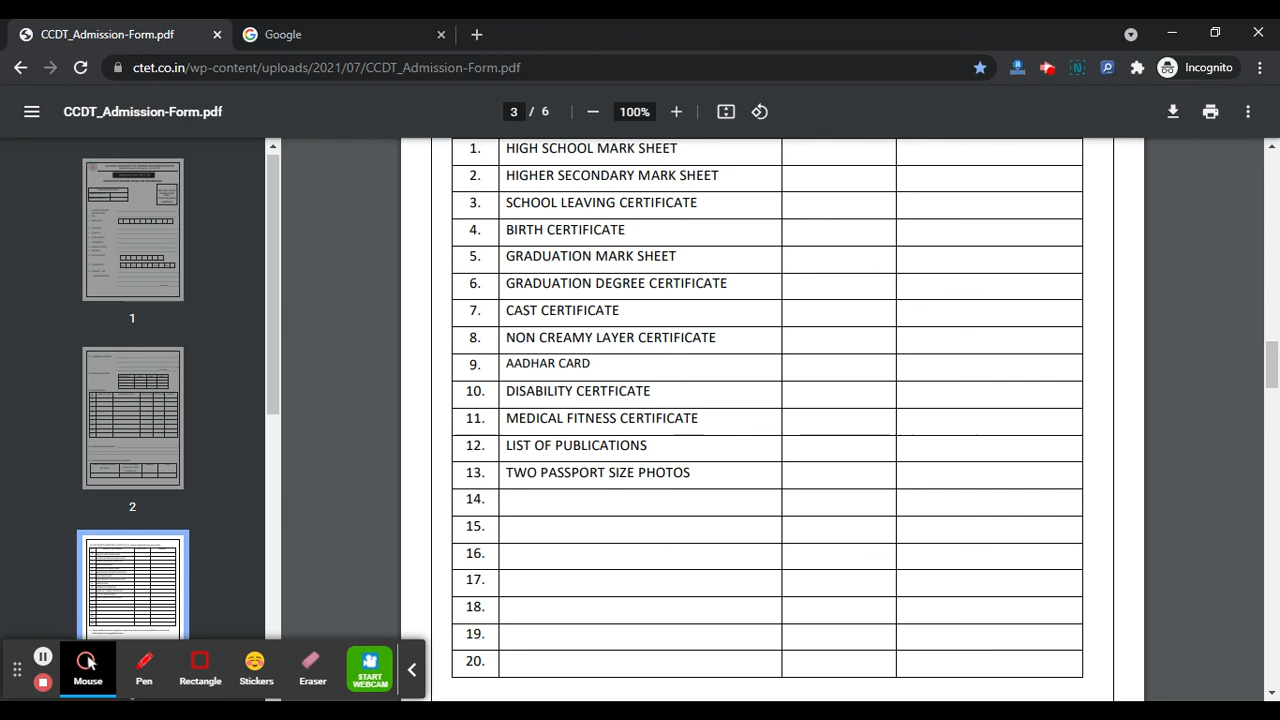 CCDT_Admission-Form.pdf
Google
ctet.co.in/wp-content/uploads/2021/07/CCDT_Admission-Form.pdf
Incognito
CCDT_Admission-Form.pdf
3 / 6
100%
1. HIGH SCHOOL MARK SHEET
2. HIGHER SECONDARY MARK SHEET
3. SCHOOL LEAVING CERTIFICATE
4. BIRTH CERTIFICATE
5. GRADUATION MARK SHEET
6. GRADUATION DEGREE CERTIFICATE
7. CAST CERTIFICATE
8. NON CREAMY LAYER CERTIFICATE
9. AADHAR CARD
10. DISABILITY CERTFICATE
11. MEDICAL FITNESS CERTIFICATE
12. LIST OF PUBLICATIONS
13. TWO PASSPORT SIZE PHOTOS
14.
15.
16.
17.
18.
19.
20.
1
2
Mouse
Pen
Rectangle
Stickers
Eraser
START
WEBCAM